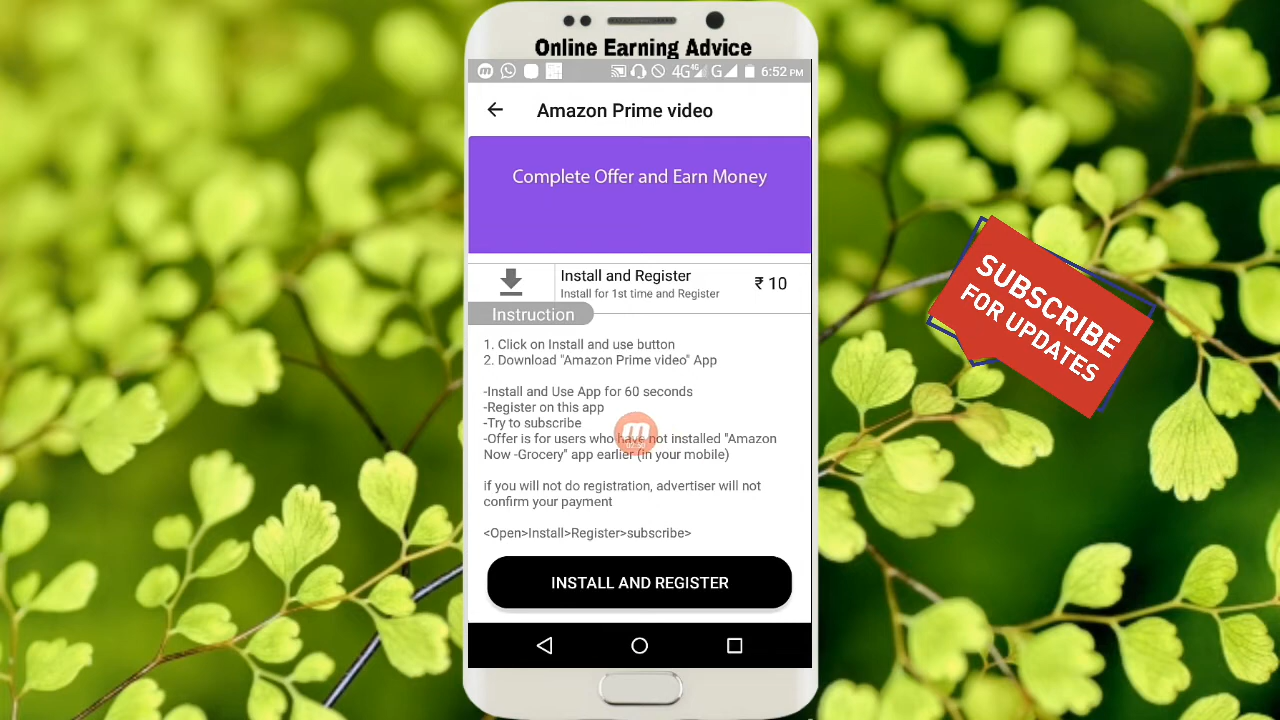 Online Earning Advice
4G 4G G 6:52 PM
Amazon Prime video
Complete Offer and Earn Money
Install and Register
Install for 1st time and Register
₹ 10
Instruction
1. Click on Install and use button
2. Download "Amazon Prime video" App
-Install and Use App for 60 seconds
-Register on this app
-Try to subscribe
-Offer is for users who have not installed "Amazon
Now -Grocery" app earlier (in your mobile)
if you will not do registration, advertiser will not
confirm your payment
<Open>Install>Register>subscribe>
INSTALL AND REGISTER
SUBSCRIBE
FOR UPDATES